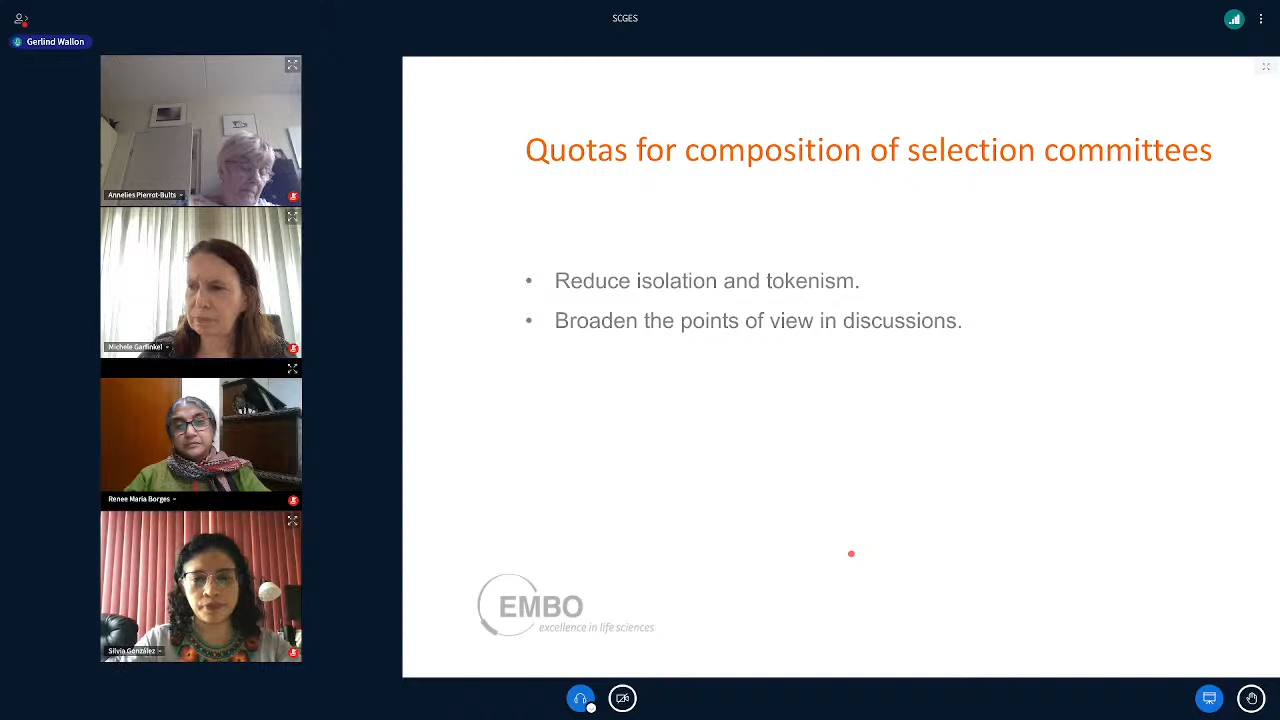 SCGES
Gerlind Wallon
Annelies Pierrot-Bults
Michele Garfinkel
Renee Maria Borges
Silvia González
Quotas for composition of selection committees
• Reduce isolation and tokenism.
• Broaden the points of view in discussions.
EMBO
excellence in life sciences